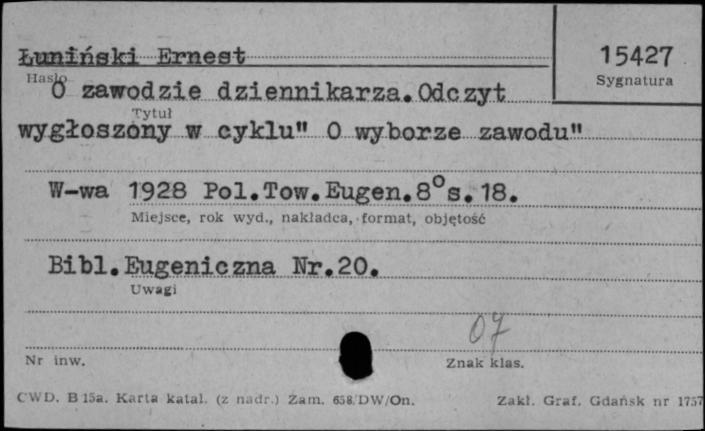 Łuniński Ernest
15427
Hasło
Sygnatura
O zawodzie dziennikarza.Odczyt
Tytuł
wygłoszony w cyklu" O wyborze zawodu"
W-wa 1928 Pol.Tow.Eugen.8°s.18.
Miejsce, rok wyd., nakładca, format, objętość
Bibl.Eugeniczna Nr.20.
Uwagi
07
Nr inw.
Znak klas.
CWD. B 15a. Karta katal. (z nadr.) Zam. 658/DW/On.
Zakł. Graf. Gdańsk nr 1757